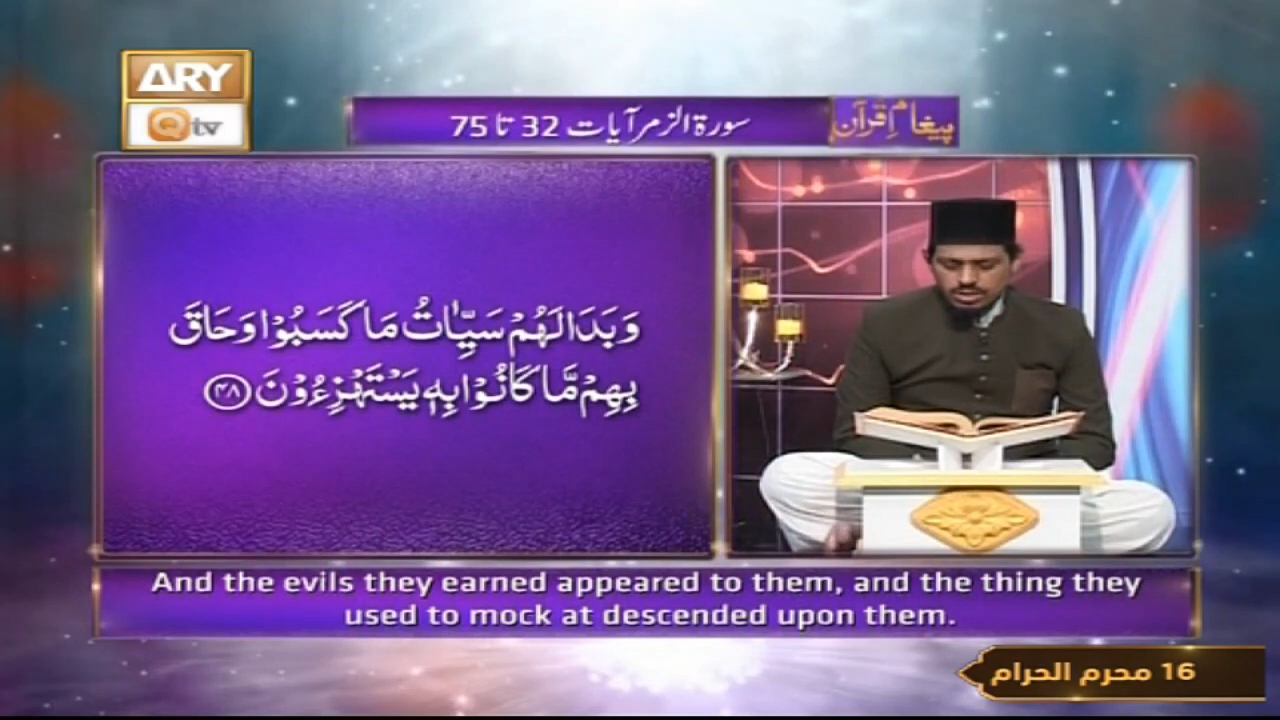 ARY
Qtv
سورۃ الزمر آیات 32 تا 75
پیغامِ قرآن
وَبَدَا لَهُمْ سَيِّاٰتُ مَا كَسَبُوْا وَحَاقَ
بِهِمْ مَّا كَانُوْا بِهٖ يَسْتَهْزِءُوْنَ ﴿۴۸﴾
And the evils they earned appeared to them, and the thing they
used to mock at descended upon them.
16 محرم الحرام